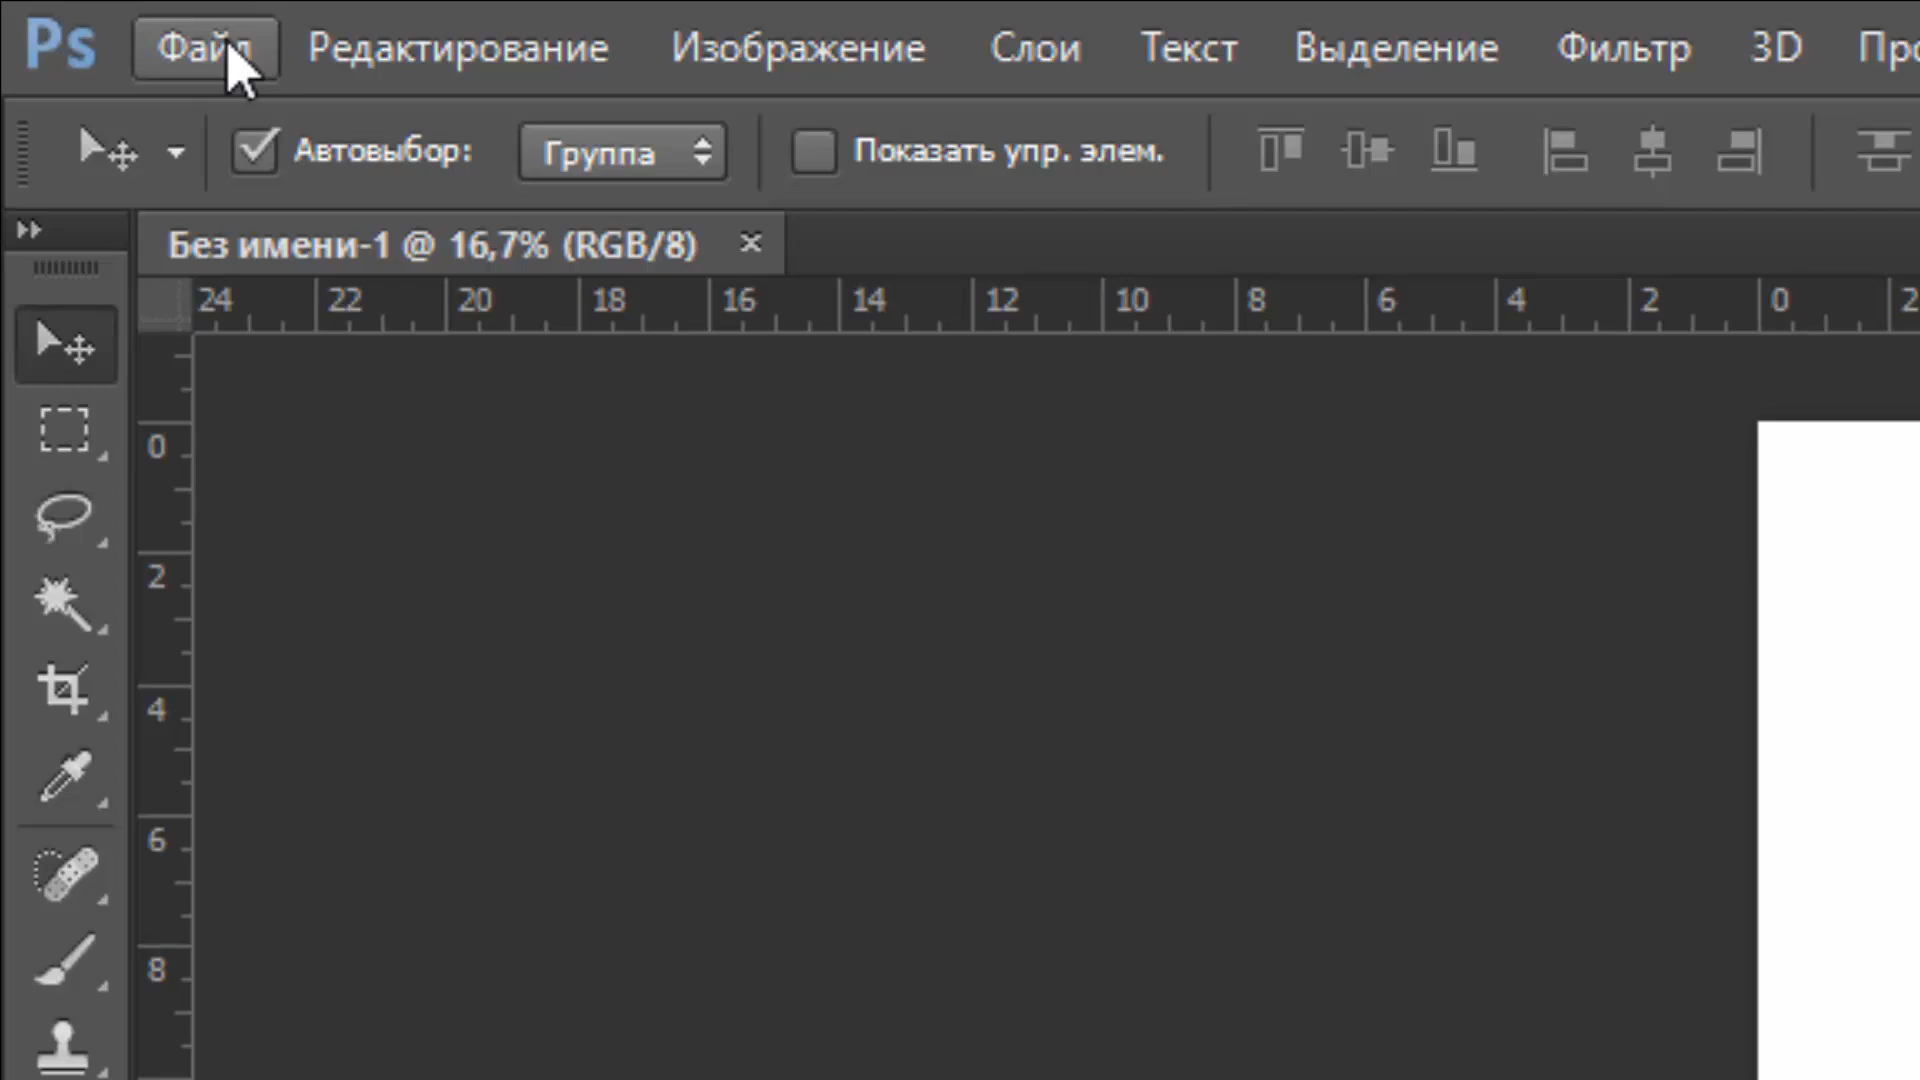 Ps Файл Редактирование Изображение Слои Текст Выделение Фильтр 3D
Автовыбор: Группа Показать упр. элем.
Без имени-1 @ 16,7% (RGB/8) ×
24 22 20 18 16 14 12 10 8 6 4 2 0 2
0
2
4
6
8